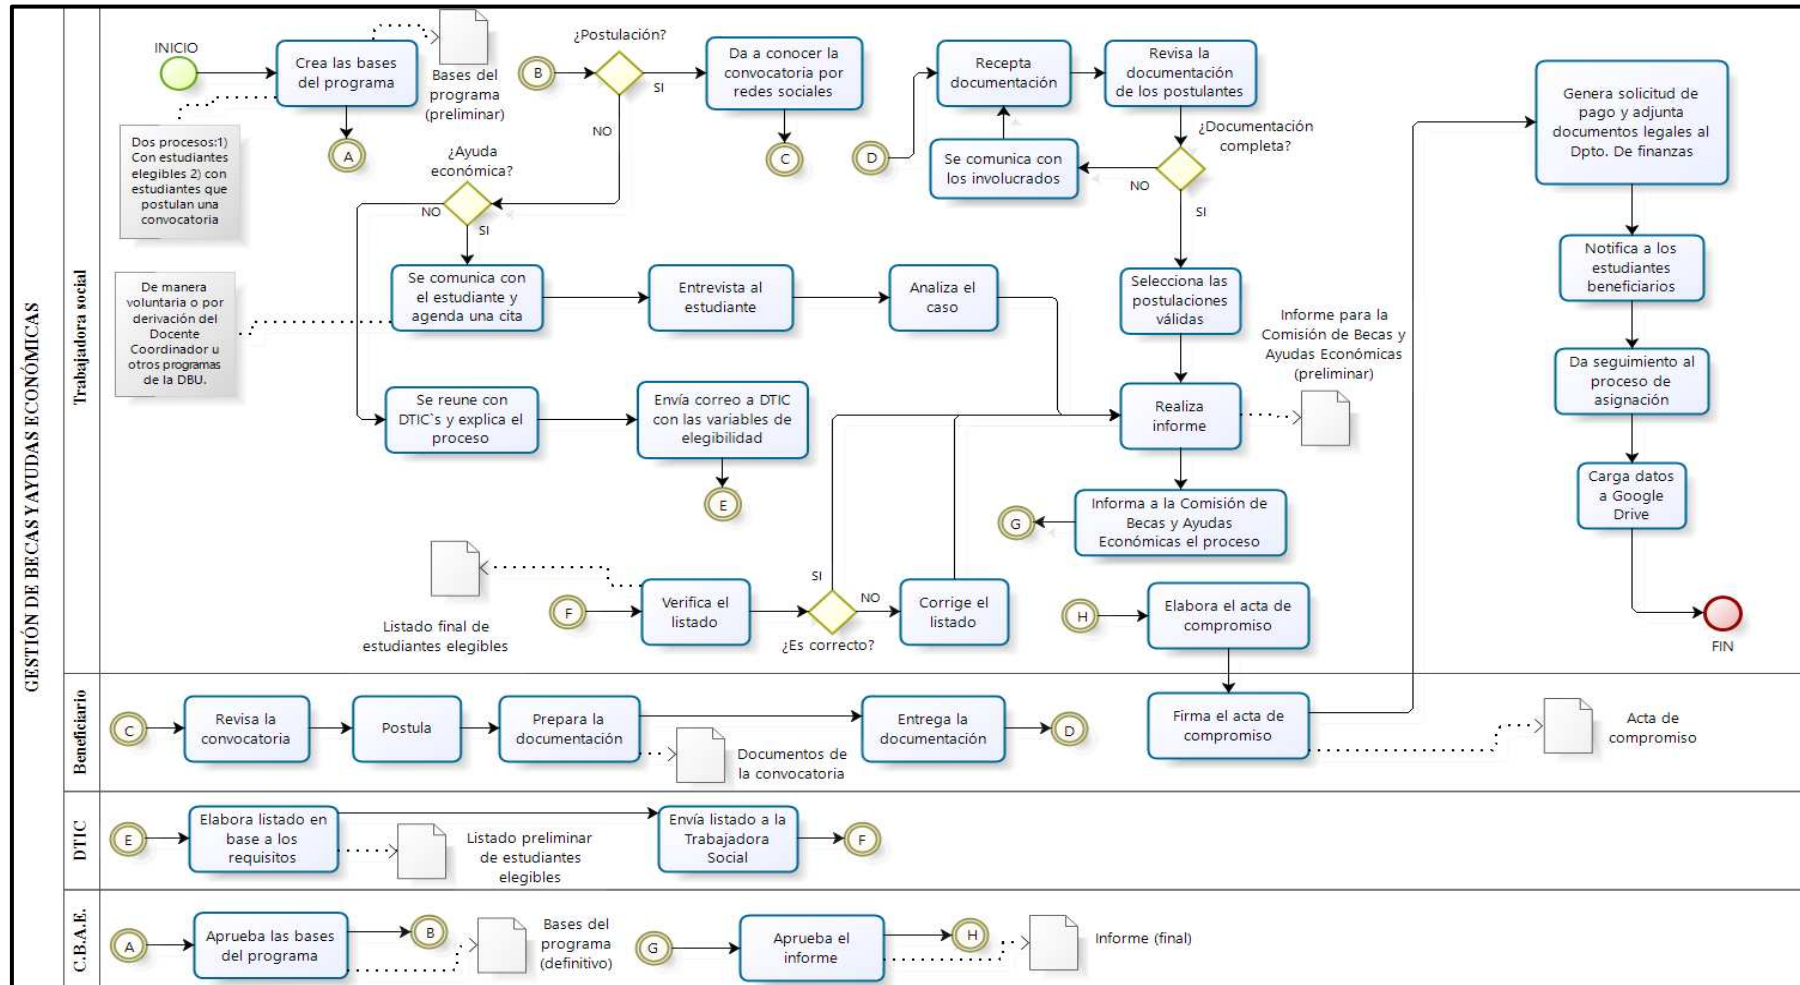 GESTIÓN DE BECAS Y AYUDAS ECONÓMICAS
Trabajadora social
INICIO
Crea las bases
del programa
Bases del
programa
(preliminar)
A
Dos procesos:1)
Con estudiantes
elegibles 2) con
estudiantes que
postulan una
convocatoria
B
¿Postulación?
SI
NO
Da a conocer la
convocatoria por
redes sociales
C
¿Ayuda
económica?
NO
SI
D
Recepta
documentación
Revisa la
documentación
de los postulantes
¿Documentación
completa?
NO
SI
Se comunica con
los involucrados
Genera solicitud de
pago y adjunta
documentos legales al
Dpto. De finanzas
Notifica a los
estudiantes
beneficiarios
Da seguimiento al
proceso de
asignación
Carga datos
a Google
Drive
FIN
De manera
voluntaria o por
derivación del
Docente
Coordinador u
otros programas
de la DBU.
Se comunica con
el estudiante y
agenda una cita
Entrevista al
estudiante
Analiza el
caso
Selecciona las
postulaciones
válidas
Informe para la
Comisión de Becas y
Ayudas Económicas
(preliminar)
Se reune con
DTIC`s y explica el
proceso
Envía correo a DTIC
con las variables de
elegibilidad
E
Realiza
informe
Informa a la Comisión de
Becas y Ayudas
Económicas el proceso
G
Listado final de
estudiantes elegibles
F
Verifica el
listado
SI
NO
¿Es correcto?
Corrige el
listado
H
Elabora el acta de
compromiso
Beneficiario
C
Revisa la
convocatoria
Postula
Prepara la
documentación
Documentos de
la convocatoria
Entrega la
documentación
D
Firma el acta de
compromiso
Acta de
compromiso
DTIC
E
Elabora listado en
base a los
requisitos
Listado preliminar
de estudiantes
elegibles
Envía listado a la
Trabajadora
Social
F
C.B.A.E.
A
Aprueba las bases
del programa
B
Bases del
programa
(definitivo)
G
Aprueba el
informe
H
Informe (final)